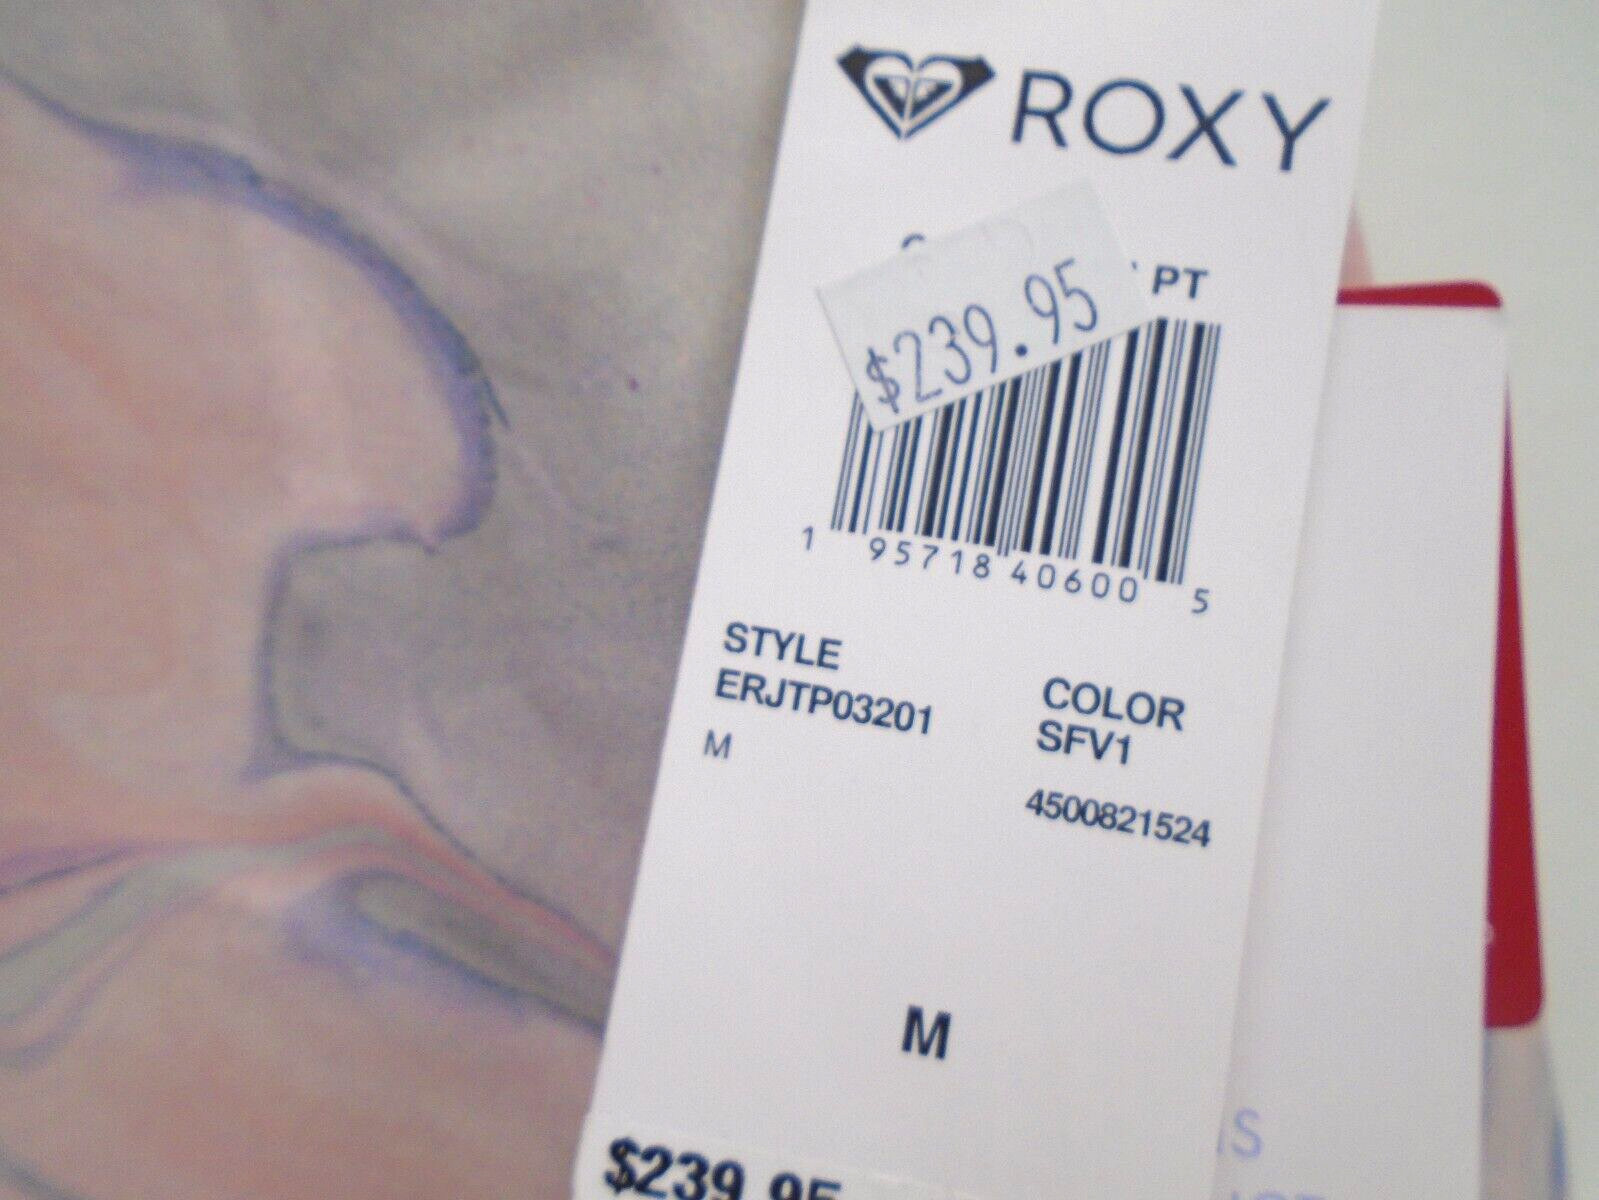 ROXY
PT
$239.95
1 95718 40600 5
STYLE
ERJTP03201
M
COLOR
SFV1
4500821524
M
$239.95